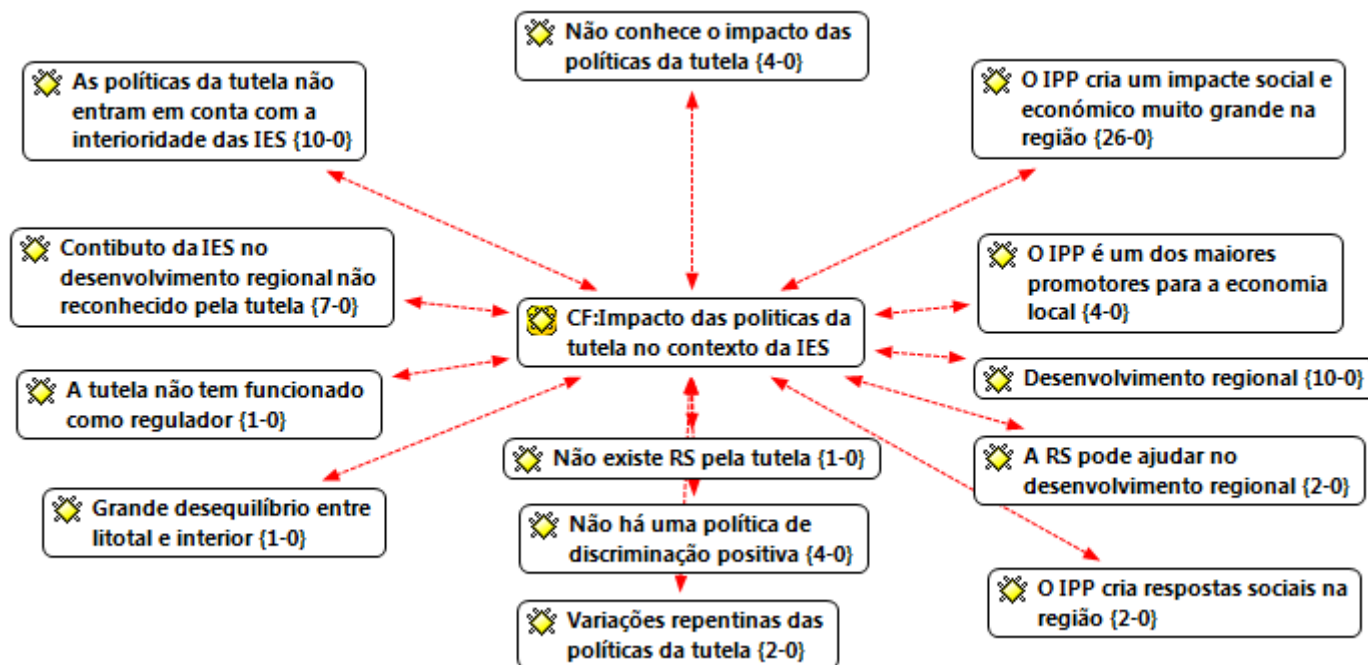 Não conhece o impacto das
políticas da tutela {4-0}
As políticas da tutela não
entram em conta com a
interioridade das IES {10-0}
O IPP cria um impacte social e
económico muito grande na
região {26-0}
Contibuto da IES no
desenvolvimento regional não
reconhecido pela tutela {7-0}
O IPP é um dos maiores
promotores para a economia
local {4-0}
CF:Impacto das politicas da
tutela no contexto da IES
A tutela não tem funcionado
como regulador {1-0}
Desenvolvimento regional {10-0}
Não existe RS pela tutela {1-0}
A RS pode ajudar no
desenvolvimento regional {2-0}
Grande desequilíbrio entre
litotal e interior {1-0}
Não há uma política de
discriminação positiva {4-0}
O IPP cria respostas sociais na
região {2-0}
Variações repentinas das
políticas da tutela {2-0}